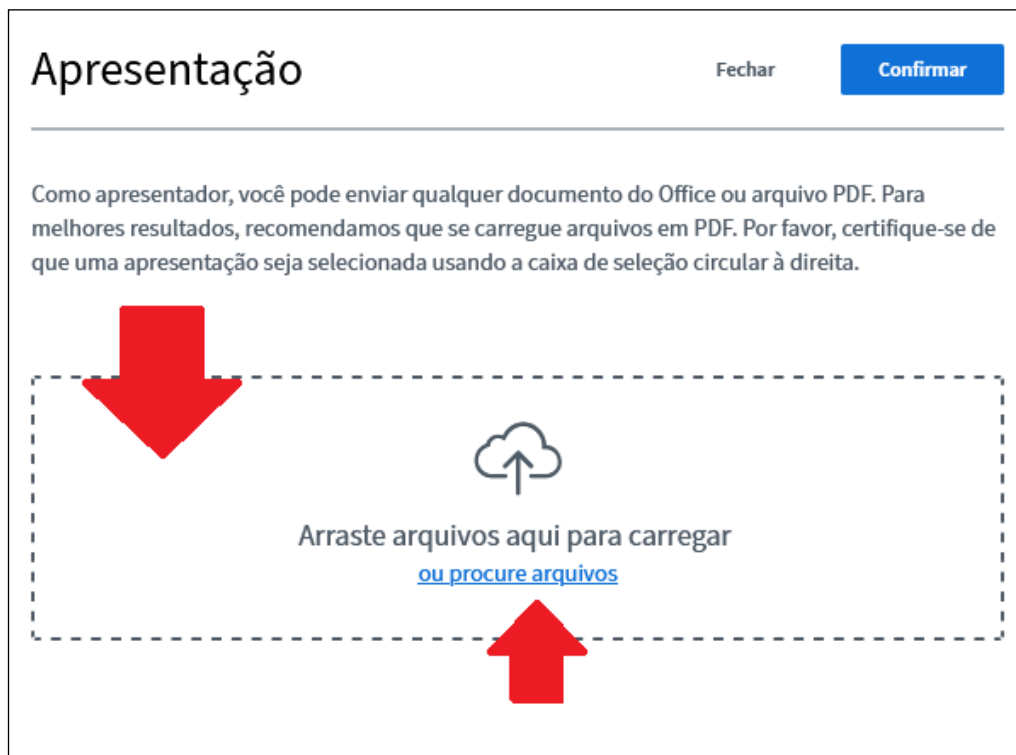 Apresentação
Fechar
Confirmar
Como apresentador, você pode enviar qualquer documento do Office ou arquivo PDF. Para
melhores resultados, recomendamos que se carregue arquivos em PDF. Por favor, certifique-se de
que uma apresentação seja selecionada usando a caixa de seleção circular à direita.
Arraste arquivos aqui para carregar
ou procure arquivos